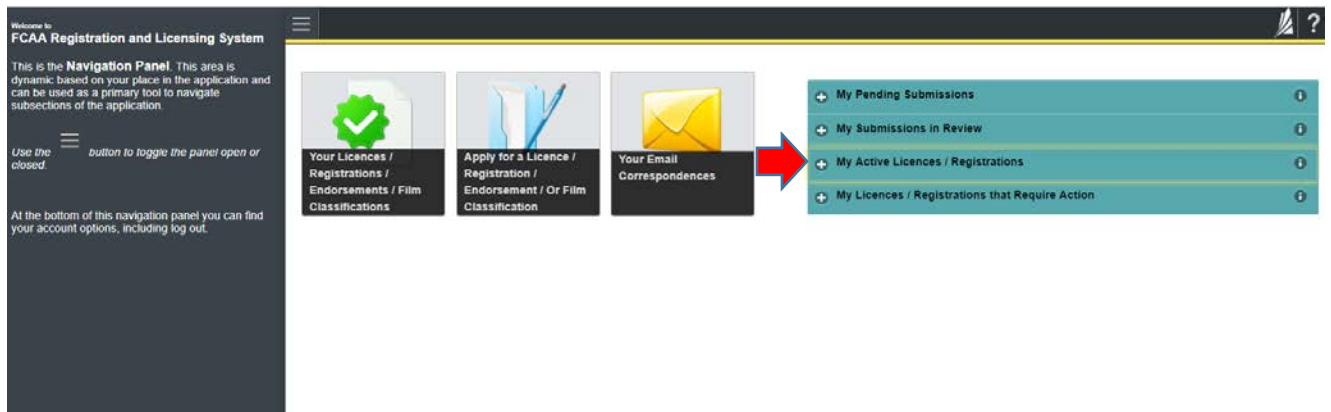 Welcome to
FCAA Registration and Licensing System
This is the Navigation Panel. This area is
dynamic based on your place in the application and
can be used as a primary tool to navigate
subsections of the application.
Use the button to toggle the panel open or
closed.
At the bottom of this navigation panel you can find
your account options, including log out.
?
Your Licences /
Registrations /
Endorsements / Film
Classifications
Apply for a Licence /
Registration /
Endorsement / Or Film
Classification
Your Email
Correspondences
My Pending Submissions
My Submissions in Review
My Active Licences / Registrations
My Licences / Registrations that Require Action